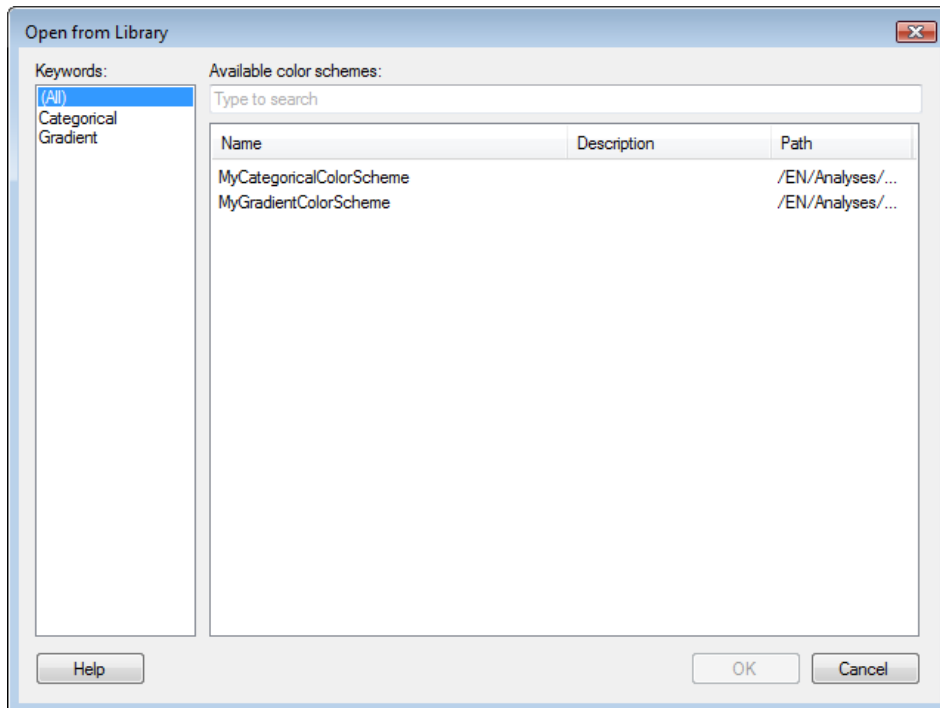 Open from Library
Keywords:
Available color schemes:
(All)
Categorical
Gradient
Type to search
Name Description Path
MyCategoricalColorScheme /EN/Analyses/...
MyGradientColorScheme /EN/Analyses/...
Help OK Cancel